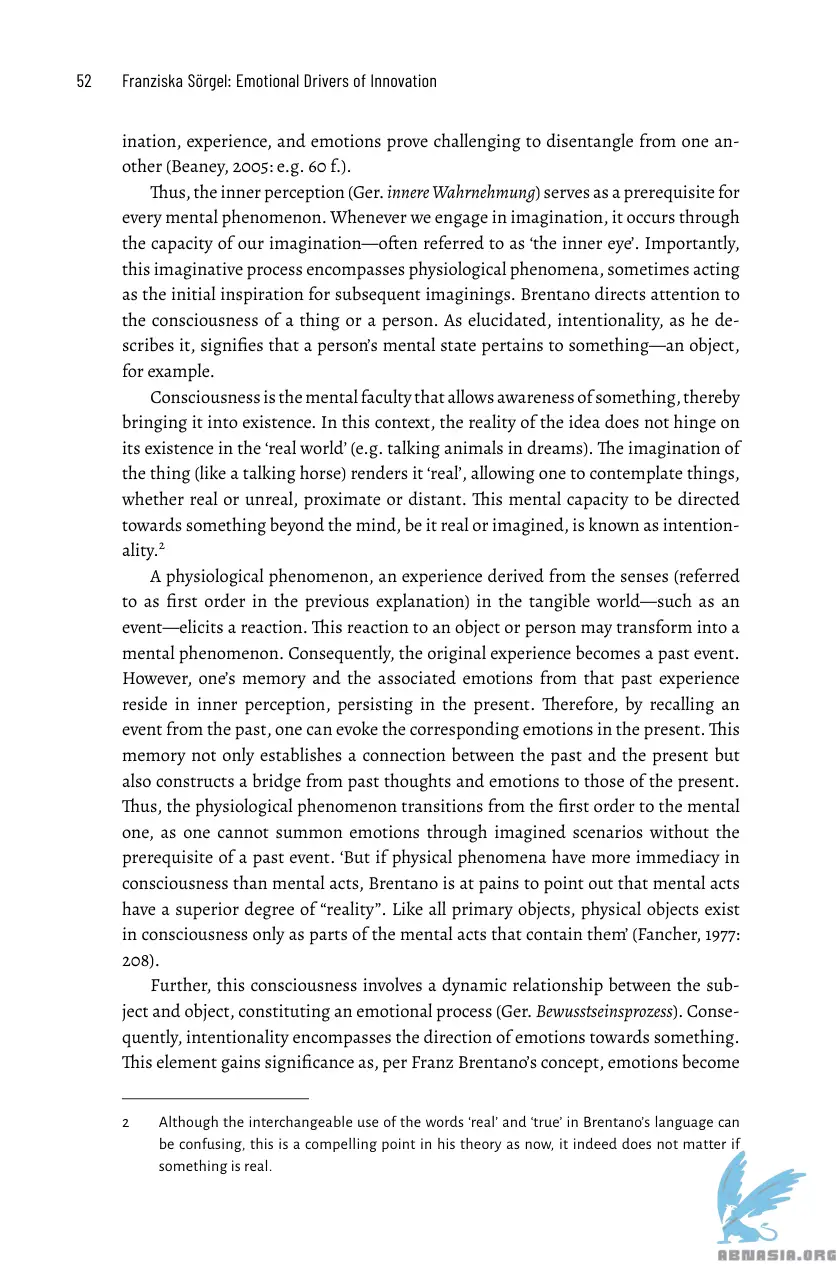 52 Franziska Sörgel: Emotional Drivers of Innovation
ination, experience, and emotions prove challenging to disentangle from one an-
other (Beaney, 2005: e.g. 60 f.).
Thus, the inner perception (Ger. innere Wahrnehmung) serves as a prerequisite for
every mental phenomenon. Whenever we engage in imagination, it occurs through
the capacity of our imagination—often referred to as ‘the inner eye’. Importantly,
this imaginative process encompasses physiological phenomena, sometimes acting
as the initial inspiration for subsequent imaginings. Brentano directs attention to
the consciousness of a thing or a person. As elucidated, intentionality, as he de-
scribes it, signifies that a person’s mental state pertains to something—an object,
for example.
Consciousness is the mental faculty that allows awareness of something, thereby
bringing it into existence. In this context, the reality of the idea does not hinge on
its existence in the ‘real world’ (e.g. talking animals in dreams). The imagination of
the thing (like a talking horse) renders it ‘real’, allowing one to contemplate things,
whether real or unreal, proximate or distant. This mental capacity to be directed
towards something beyond the mind, be it real or imagined, is known as intention-
ality.2
A physiological phenomenon, an experience derived from the senses (referred
to as first order in the previous explanation) in the tangible world—such as an
event—elicits a reaction. This reaction to an object or person may transform into a
mental phenomenon. Consequently, the original experience becomes a past event.
However, one’s memory and the associated emotions from that past experience
reside in inner perception, persisting in the present. Therefore, by recalling an
event from the past, one can evoke the corresponding emotions in the present. This
memory not only establishes a connection between the past and the present but
also constructs a bridge from past thoughts and emotions to those of the present.
Thus, the physiological phenomenon transitions from the first order to the mental
one, as one cannot summon emotions through imagined scenarios without the
prerequisite of a past event. ‘But if physical phenomena have more immediacy in
consciousness than mental acts, Brentano is at pains to point out that mental acts
have a superior degree of “reality”. Like all primary objects, physical objects exist
in consciousness only as parts of the mental acts that contain them’ (Fancher, 1977:
208).
Further, this consciousness involves a dynamic relationship between the sub-
ject and object, constituting an emotional process (Ger. Bewusstseinsprozess). Conse-
quently, intentionality encompasses the direction of emotions towards something.
This element gains significance as, per Franz Brentano’s concept, emotions become
2 Although the interchangeable use of the words ‘real’ and ‘true’ in Brentano’s language can
be confusing, this is a compelling point in his theory as now, it indeed does not matter if
something is real.
ABNASIA.ORG